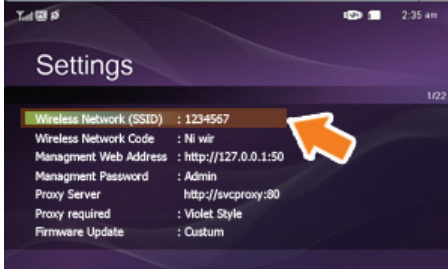 2:35 am
Settings
1/22
Wireless Network (SSID) : 1234567
Wireless Network Code : Ni wir
Managment Web Address : http://127.0.0.1:50
Managment Password : Admin
Proxy Server http://svcproxy:80
Proxy required : Violet Style
Firmware Update : Custum